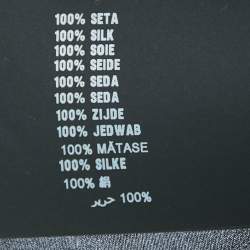 100% SETA
100% SILK
100% SOIE
100% SEIDE
100% SEDA
100% SEDA
100% ZIJDE
100% JEDWAB
100% MĂTASE
100% SILKE
100% 絹
100% حرير